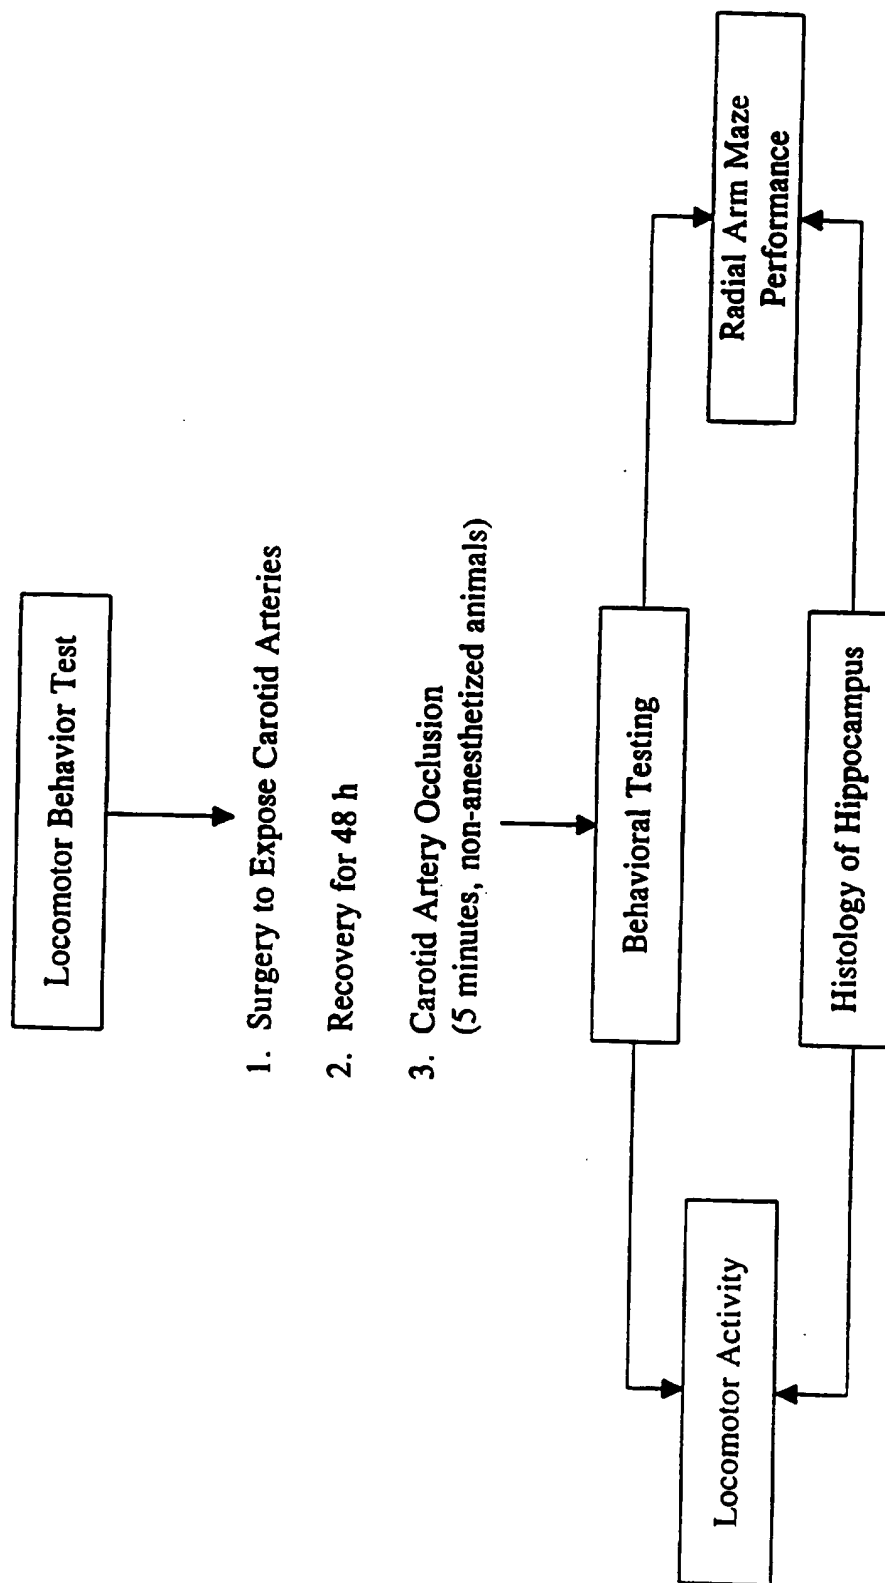 Locomotor Behavior Test
1. Surgery to Expose Carotid Arteries
2. Recovery for 48 h
3. Carotid Artery Occlusion
(5 minutes, non-anesthetized animals)
Behavioral Testing
Locomotor Activity
Radial Arm Maze
Performance
Histology of Hippocampus